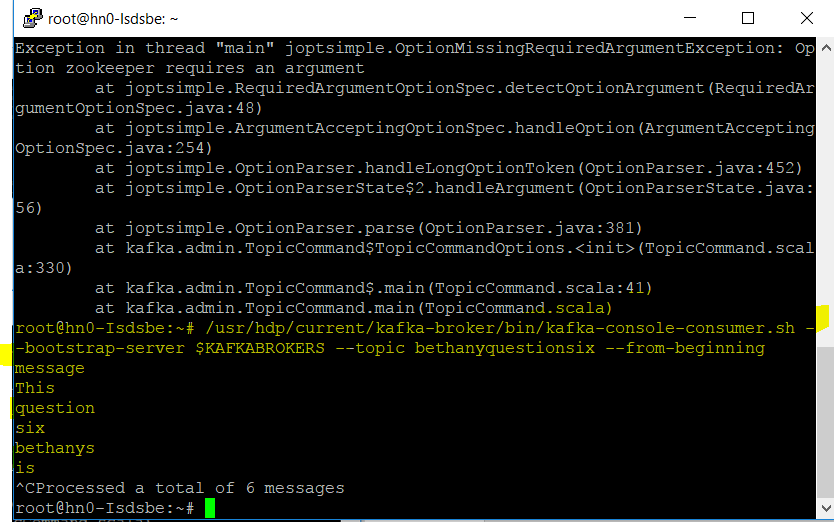 root@hn0-lsdsbe: ~
Exception in thread "main" joptsimple.OptionMissingRequiredArgumentException: Op
tion zookeeper requires an argument
        at joptsimple.RequiredArgumentOptionSpec.detectOptionArgument(RequiredAr
gumentOptionSpec.java:48)
        at joptsimple.ArgumentAcceptingOptionSpec.handleOption(ArgumentAccepting
OptionSpec.java:254)
        at joptsimple.OptionParser.handleLongOptionToken(OptionParser.java:452)
        at joptsimple.OptionParserState$2.handleArgument(OptionParserState.java:
56)
        at joptsimple.OptionParser.parse(OptionParser.java:381)
        at kafka.admin.TopicCommand$TopicCommandOptions.<init>(TopicCommand.scal
a:330)
        at kafka.admin.TopicCommand$.main(TopicCommand.scala:41)
        at kafka.admin.TopicCommand.main(TopicCommand.scala)
root@hn0-lsdsbe:~# /usr/hdp/current/kafka-broker/bin/kafka-console-consumer.sh -
-bootstrap-server $KAFKABROKERS --topic bethanyquestionsix --from-beginning
message
This
question
six
bethanys
is
^CProcessed a total of 6 messages
root@hn0-lsdsbe:~#